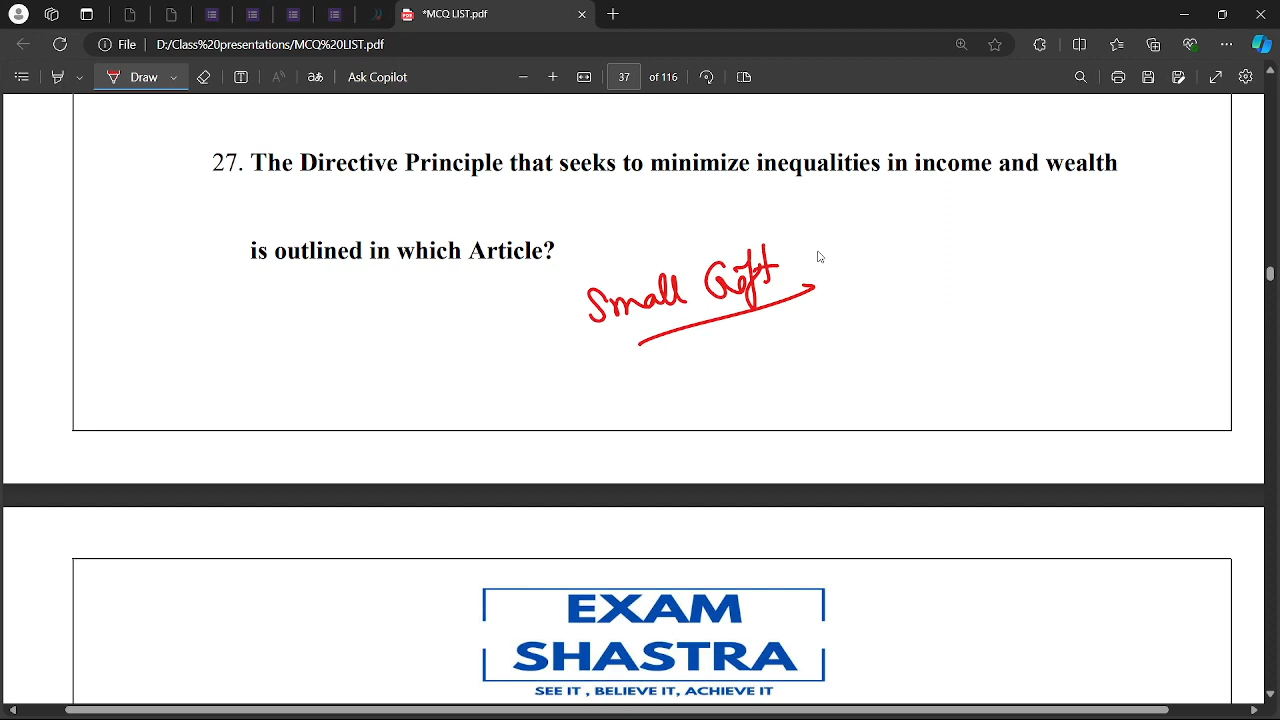 *MCQ LIST.pdf
File D:/Class%20presentations/MCQ%20LIST.pdf
Draw Ask Copilot 37 of 116
27. The Directive Principle that seeks to minimize inequalities in income and wealth
is outlined in which Article?
Small
EXAM
SHASTRA
SEE IT , BELIEVE IT, ACHIEVE IT